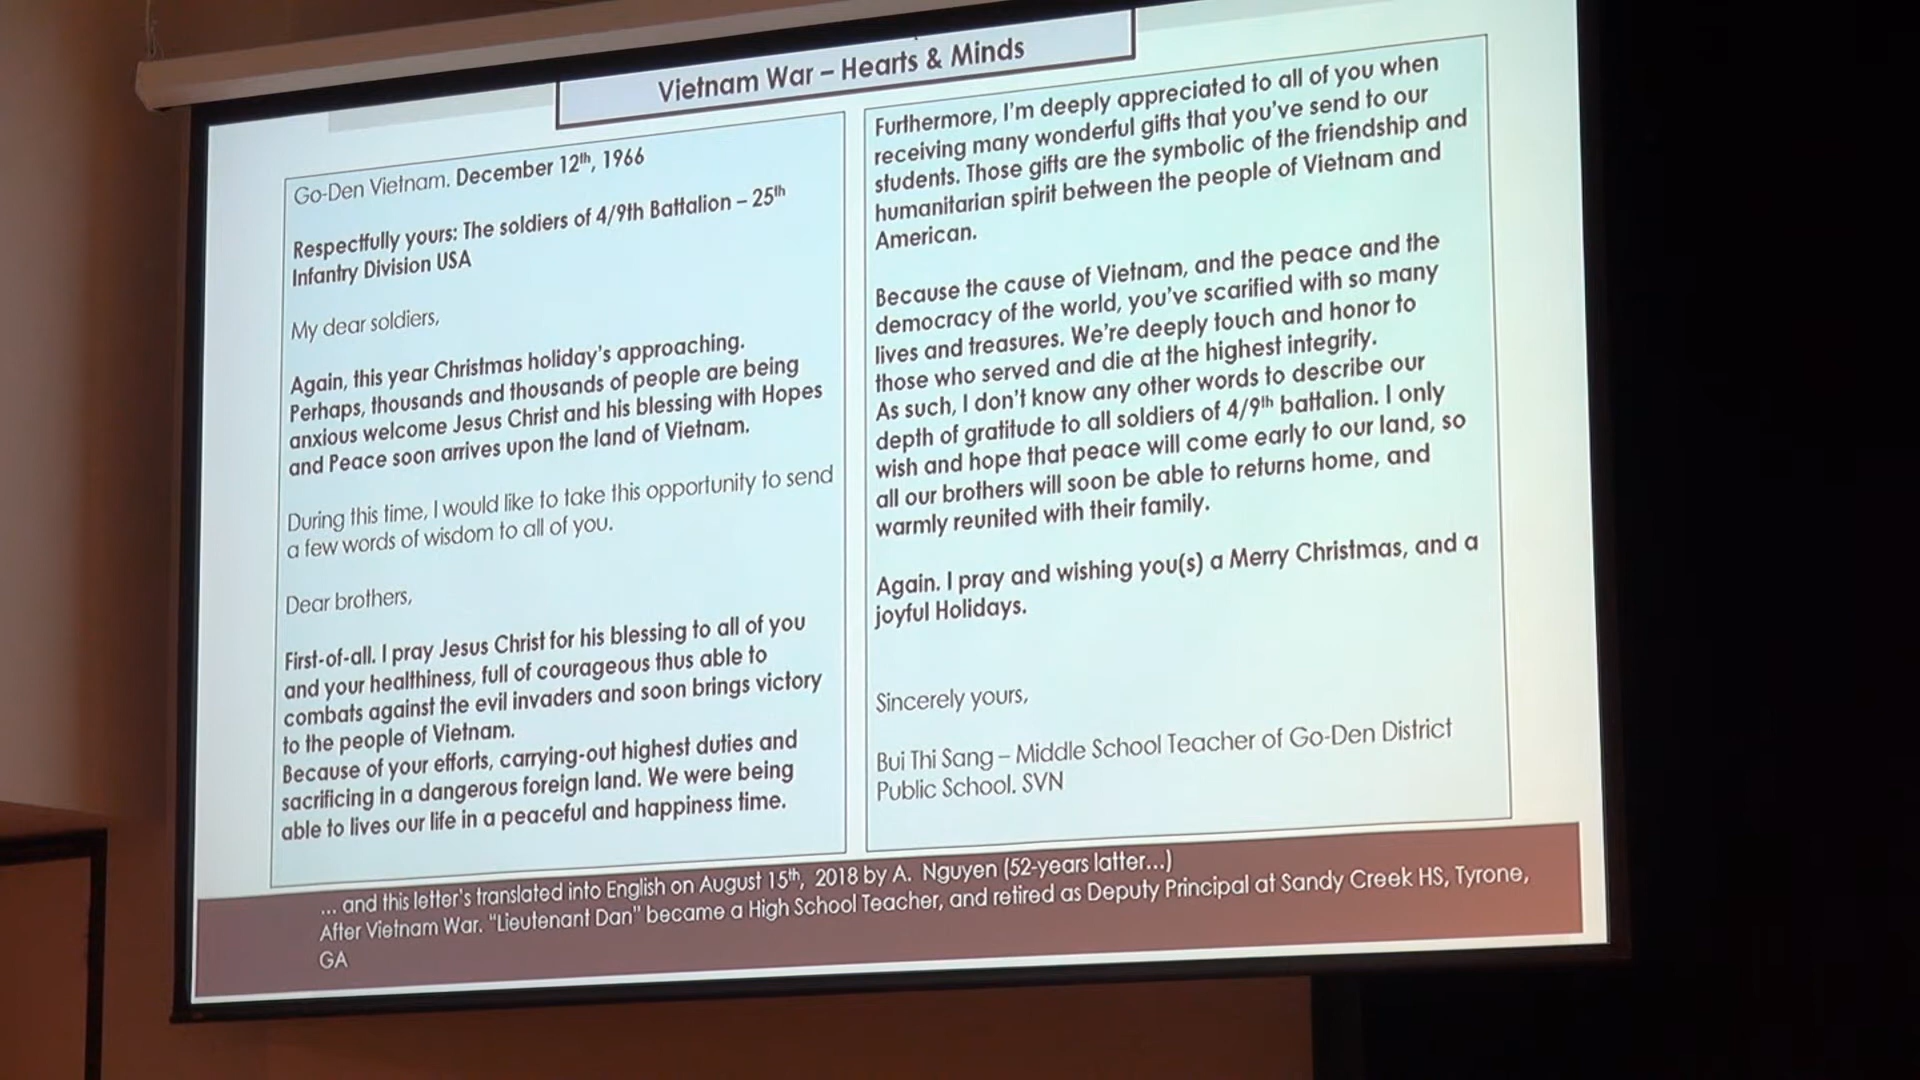 Vietnam War – Hearts & Minds
Go-Den Vietnam. December 12th, 1966
Respectfully yours: The soldiers of 4/9th Battalion – 25th
Infantry Division USA
My dear soldiers,
Again, this year Christmas holiday's approaching.
Perhaps, thousands and thousands of people are being
anxious welcome Jesus Christ and his blessing with Hopes
and Peace soon arrives upon the land of Vietnam.
During this time, I would like to take this opportunity to send
a few words of wisdom to all of you.
Dear brothers,
First-of-all. I pray Jesus Christ for his blessing to all of you
and your healthiness, full of courageous thus able to
combats against the evil invaders and soon brings victory
to the people of Vietnam.
Because of your efforts, carrying-out highest duties and
sacrificing in a dangerous foreign land. We were being
able to lives our life in a peaceful and happiness time.
Furthermore, I'm deeply appreciated to all of you when
receiving many wonderful gifts that you've send to our
students. Those gifts are the symbolic of the friendship and
humanitarian spirit between the people of Vietnam and
American.
Because the cause of Vietnam, and the peace and the
democracy of the world, you've scarified with so many
lives and treasures. We're deeply touch and honor to
those who served and die at the highest integrity.
As such, I don't know any other words to describe our
depth of gratitude to all soldiers of 4/9th battalion. I only
wish and hope that peace will come early to our land, so
all our brothers will soon be able to returns home, and
warmly reunited with their family.
Again. I pray and wishing you(s) a Merry Christmas, and a
joyful Holidays.
Sincerely yours,
Bui Thi Sang – Middle School Teacher of Go-Den District
Public School. SVN
... and this letter's translated into English on August 15th, 2018 by A. Nguyen (52-years latter...)
After Vietnam War. "Lieutenant Dan" became a High School Teacher, and retired as Deputy Principal at Sandy Creek HS, Tyrone,
GA